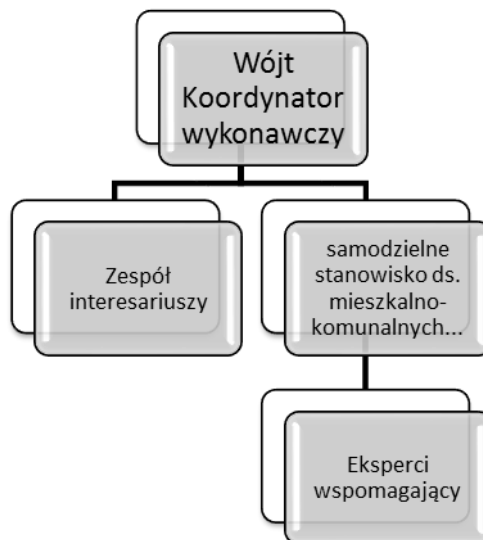 Wójt
Koordynator
wykonawczy
Zespół
interesariuszy
samodzielne
stanowisko ds.
mieszkalno-
komunalnych...
Eksperci
wspomagający